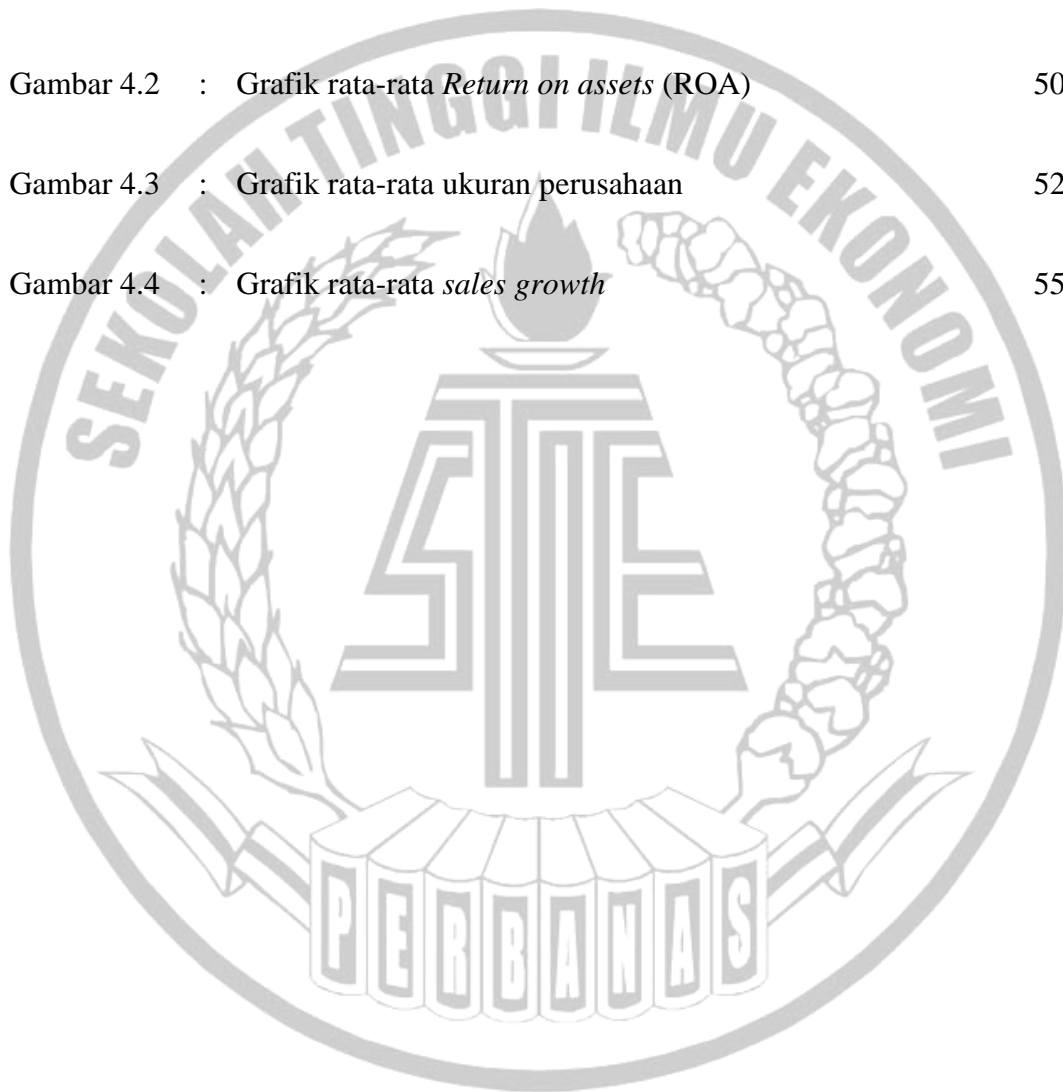 Gambar 4.2 : Grafik rata-rata Return on assets (ROA) 50
Gambar 4.3 : Grafik rata-rata ukuran perusahaan 52
Gambar 4.4 : Grafik rata-rata sales growth 55
SEKOLAH TINGGI ILMU EKONOMI
STIE
PERBANAS